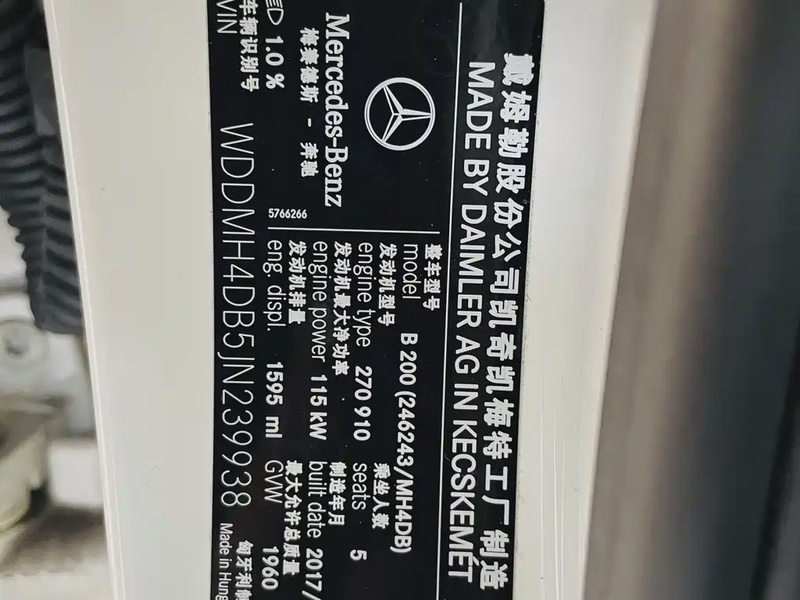 戴姆勒股份公司凯奇凯梅特工厂制造
MADE BY DAIMLER AG IN KECSKEMÉT
Mercedes-Benz
梅赛德斯 - 奔驰
1.0 %
5766266
整车型号
model B 200 (246243/MH4DB)
发动机型号 乘坐人数
engine type 270 910 seats 5
发动机最大净功率 制造年月
engine power 115 kW built date 2017/
发动机排量 最大允许总质量
eng. displ. 1595 ml GVW 1960
车辆识别号 匈牙利制
VIN WDDMH4DB5JN239938 Made in Hung